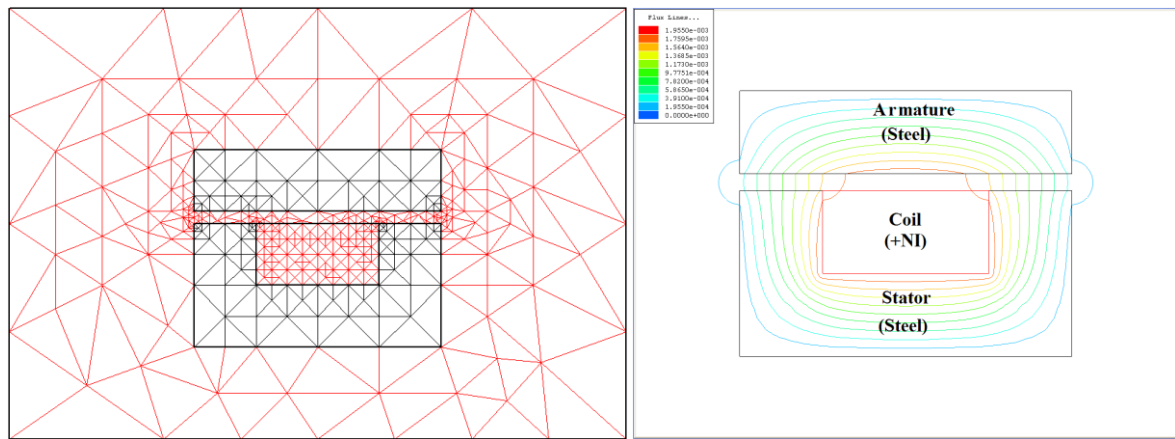 Flux Lines...
1.9550e-003
1.7595e-003
1.5640e-003
1.3685e-003
1.1730e-003
9.7751e-004
7.8200e-004
5.8650e-004
3.9100e-004
1.9550e-004
0.0000e+000
Armature
(Steel)
Coil
(+NI)
Stator
(Steel)